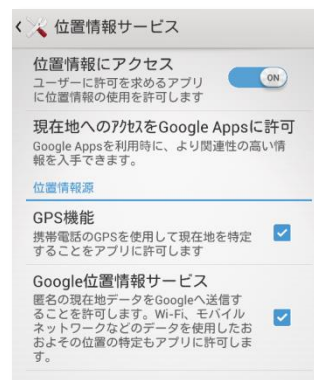 位置情報サービス
位置情報にアクセス
ON
ユーザーに許可を求めるアプリ
に位置情報の使用を許可します
現在地へのアクセスをGoogle Appsに許可
Google Appsを利用時に、より関連性の高い情
報を入手できます。
位置情報源
GPS機能
携帯電話のGPSを使用して現在地を特定
することをアプリに許可します
Google位置情報サービス
匿名の現在地データをGoogleへ送信す
ることを許可します。Wi-Fi、モバイル
ネットワークなどのデータを使用したお
およその位置の特定もアプリに許可しま
す。